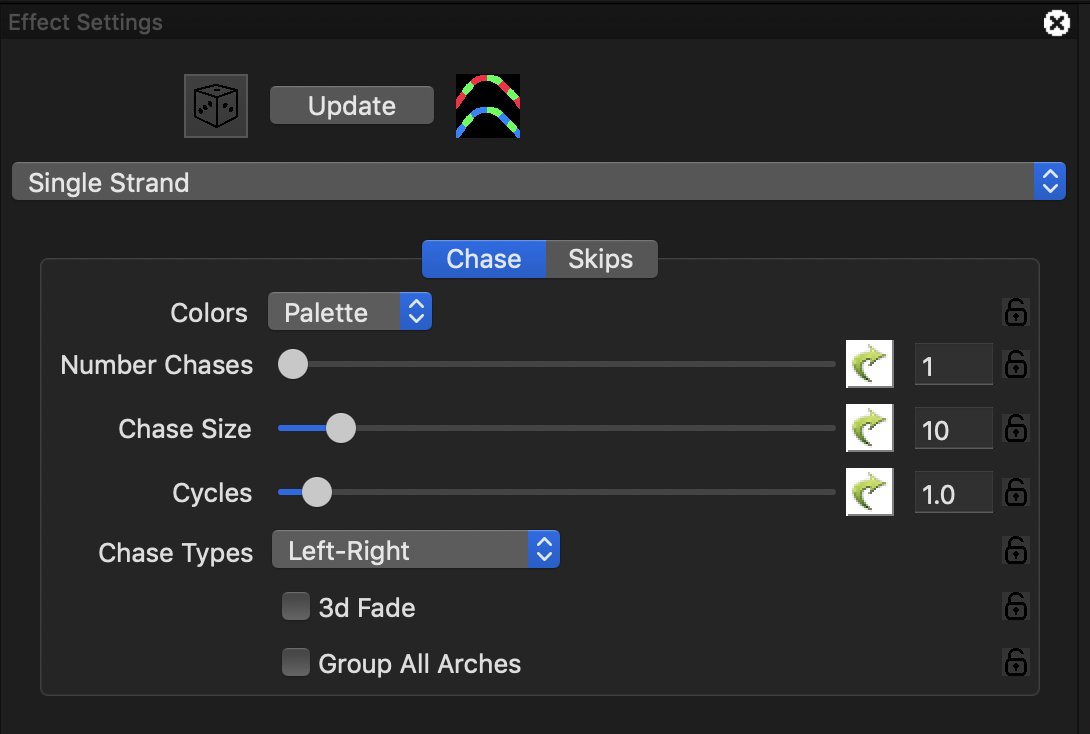 Effect Settings
Update
Single Strand
Chase Skips
Colors Palette
Number Chases 1
Chase Size 10
Cycles 1.0
Chase Types Left-Right
3d Fade
Group All Arches